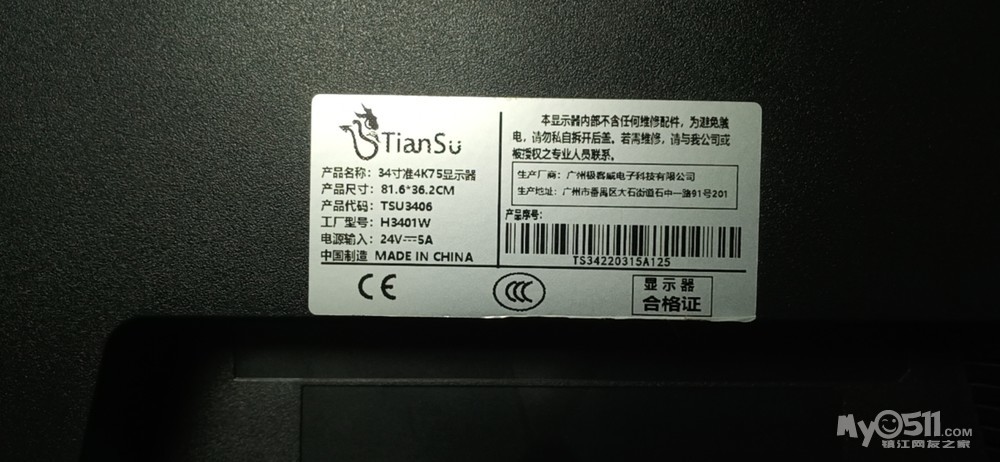 TianSu
产品名称：34寸准4K75显示器
产品尺寸：81.6*36.2CM
产品代码：TSU3406
工厂型号：H3401W
电源输入：24V⎓5A
中国制造 MADE IN CHINA
CE
本显示器内部不含任何维修配件，为避免触
电，请勿私自拆开后盖。若需维修，请与我公司或
被授权之专业人员联系。
生产厂商：广州极客威电子科技有限公司
生产地址：广州市番禺区大石街道石中一路91号201
产品序号：
TS34220315A125
CCC
显示器
合格证
My0511.COM
镇江网友之家